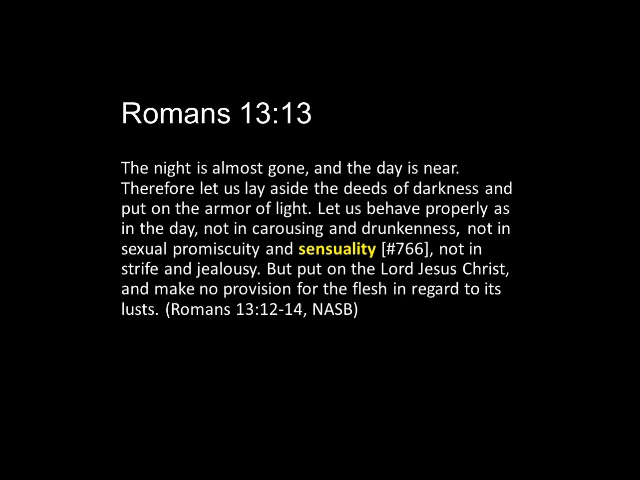 Romans 13:13
The night is almost gone, and the day is near.
Therefore let us lay aside the deeds of darkness and
put on the armor of light. Let us behave properly as
in the day, not in carousing and drunkenness, not in
sexual promiscuity and sensuality [#766], not in
strife and jealousy. But put on the Lord Jesus Christ,
and make no provision for the flesh in regard to its
lusts. (Romans 13:12-14, NASB)